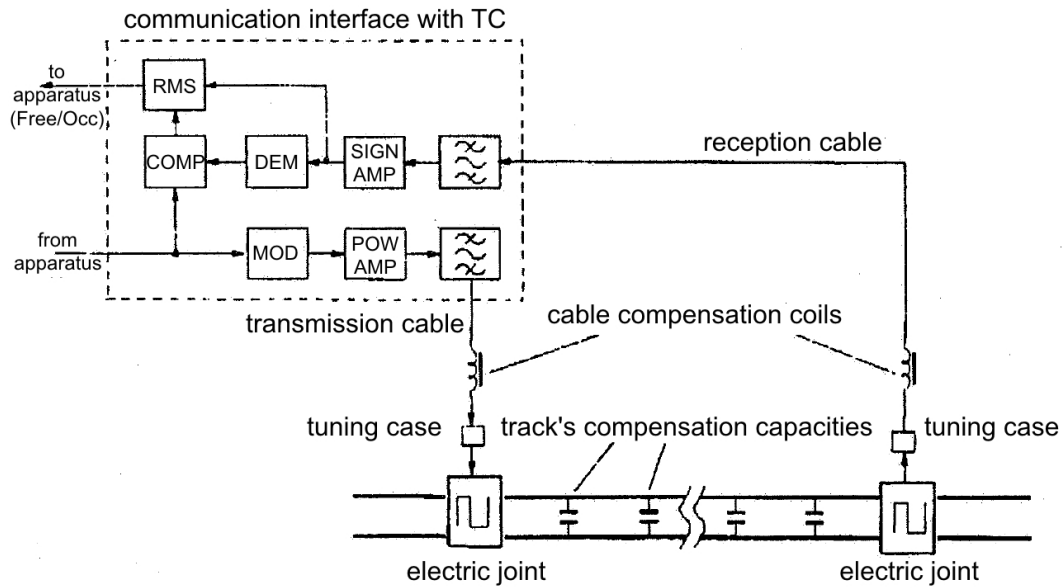 communication interface with TC
to
apparatus
(Free/Occ)
RMS
COMP
DEM
SIGN
AMP
reception cable
from
apparatus
MOD
POW
AMP
transmission cable
cable compensation coils
tuning case
track's compensation capacities
tuning case
electric joint
electric joint